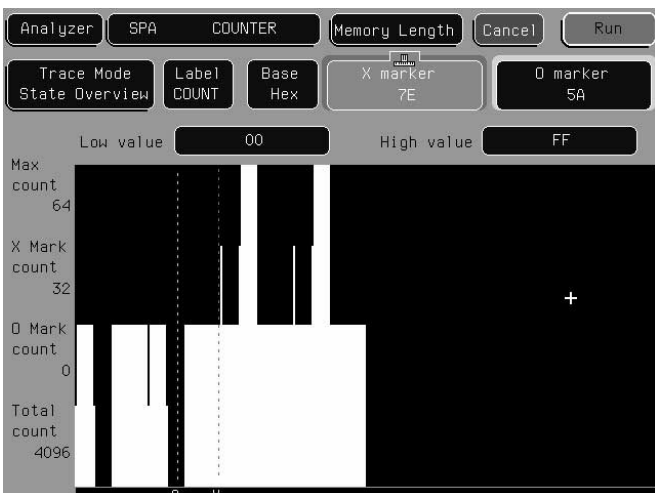 Analyzer SPA COUNTER Memory Length Cancel Run
Trace Mode Label Base X marker O marker
State Overview COUNT Hex 7E 5A
Low value 00 High value FF
Max
count
64
X Mark
count
32
O Mark
count
0
Total
count
4096